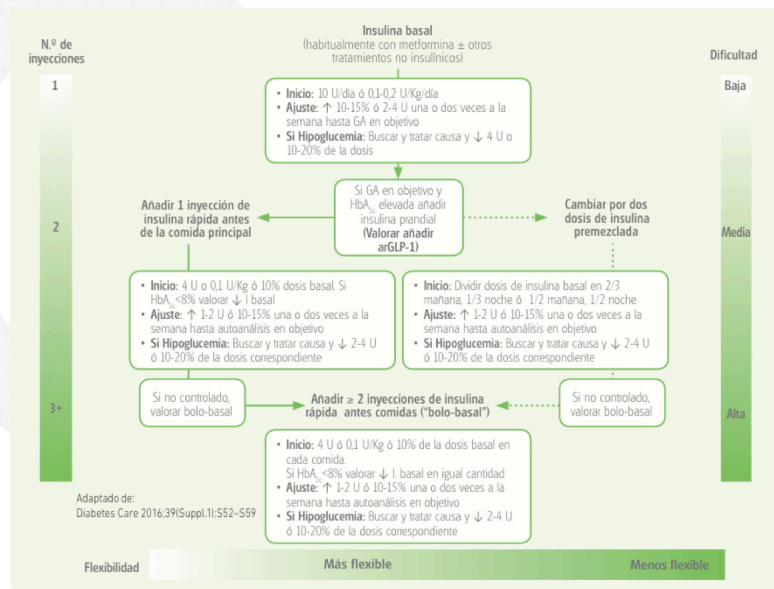 Insulina basal
(habitualmente con metformina ± otros
tratamientos no insulínicos)
N.º de
inyecciones
Dificultad
1
Baja
• Inicio: 10 U/día ó 0,1-0,2 U/Kg/día
• Ajuste: ↑ 10-15% ó 2-4 U una o dos veces a la
semana hasta GA en objetivo
• Si Hipoglucemia: Buscar y tratar causa y ↓ 4 U o
10-20% de la dosis
Añadir 1 inyección de
insulina rápida antes
de la comida principal
Si GA en objetivo y
HbA1c elevada añadir
insulina prandial
(Valorar añadir
arGLP-1)
Cambiar por dos
dosis de insulina
premezclada
2
Media
• Inicio: 4 U o 0,1 U/Kg ó 10% dosis basal. Si
HbA1c<8% valorar ↓ I basal
• Ajuste: ↑ 1-2 U ó 10-15% una o dos veces a la
semana hasta autoanálisis en objetivo
• Si Hipoglucemia: Buscar y tratar causa y ↓ 2-4 U
ó 10-20% de la dosis correspondiente
• Inicio: Dividir dosis de insulina basal en 2/3
mañana, 1/3 noche ó 1/2 mañana, 1/2 noche
• Ajuste: ↑ 1-2 U ó 10-15% una o dos veces a la
semana hasta autoanálisis en objetivo
• Si Hipoglucemia: Buscar y tratar causa y ↓ 2-4 U
ó 10-20% de la dosis correspondiente
3+
Si no controlado,
valorar bolo-basal
Añadir ≥ 2 inyecciones de insulina
rápida antes comidas ("bolo-basal")
Si no controlado,
valorar bolo-basal
Alta
• Inicio: 4 U ó 0,1 U/Kg ó 10% de la dosis basal en
cada comida.
Si HbA1c<8% valorar ↓ I. basal en igual cantidad
• Ajuste: ↑ 1-2 U ó 10-15% una o dos veces a la
semana hasta autoanálisis en objetivo
• Si Hipoglucemia: Buscar y tratar causa y ↓ 2-4 U
ó 10-20% de la dosis correspondiente
Adaptado de:
Diabetes Care 2016;39(Suppl.1):S52–S59
Flexibilidad
Más flexible
Menos flexible